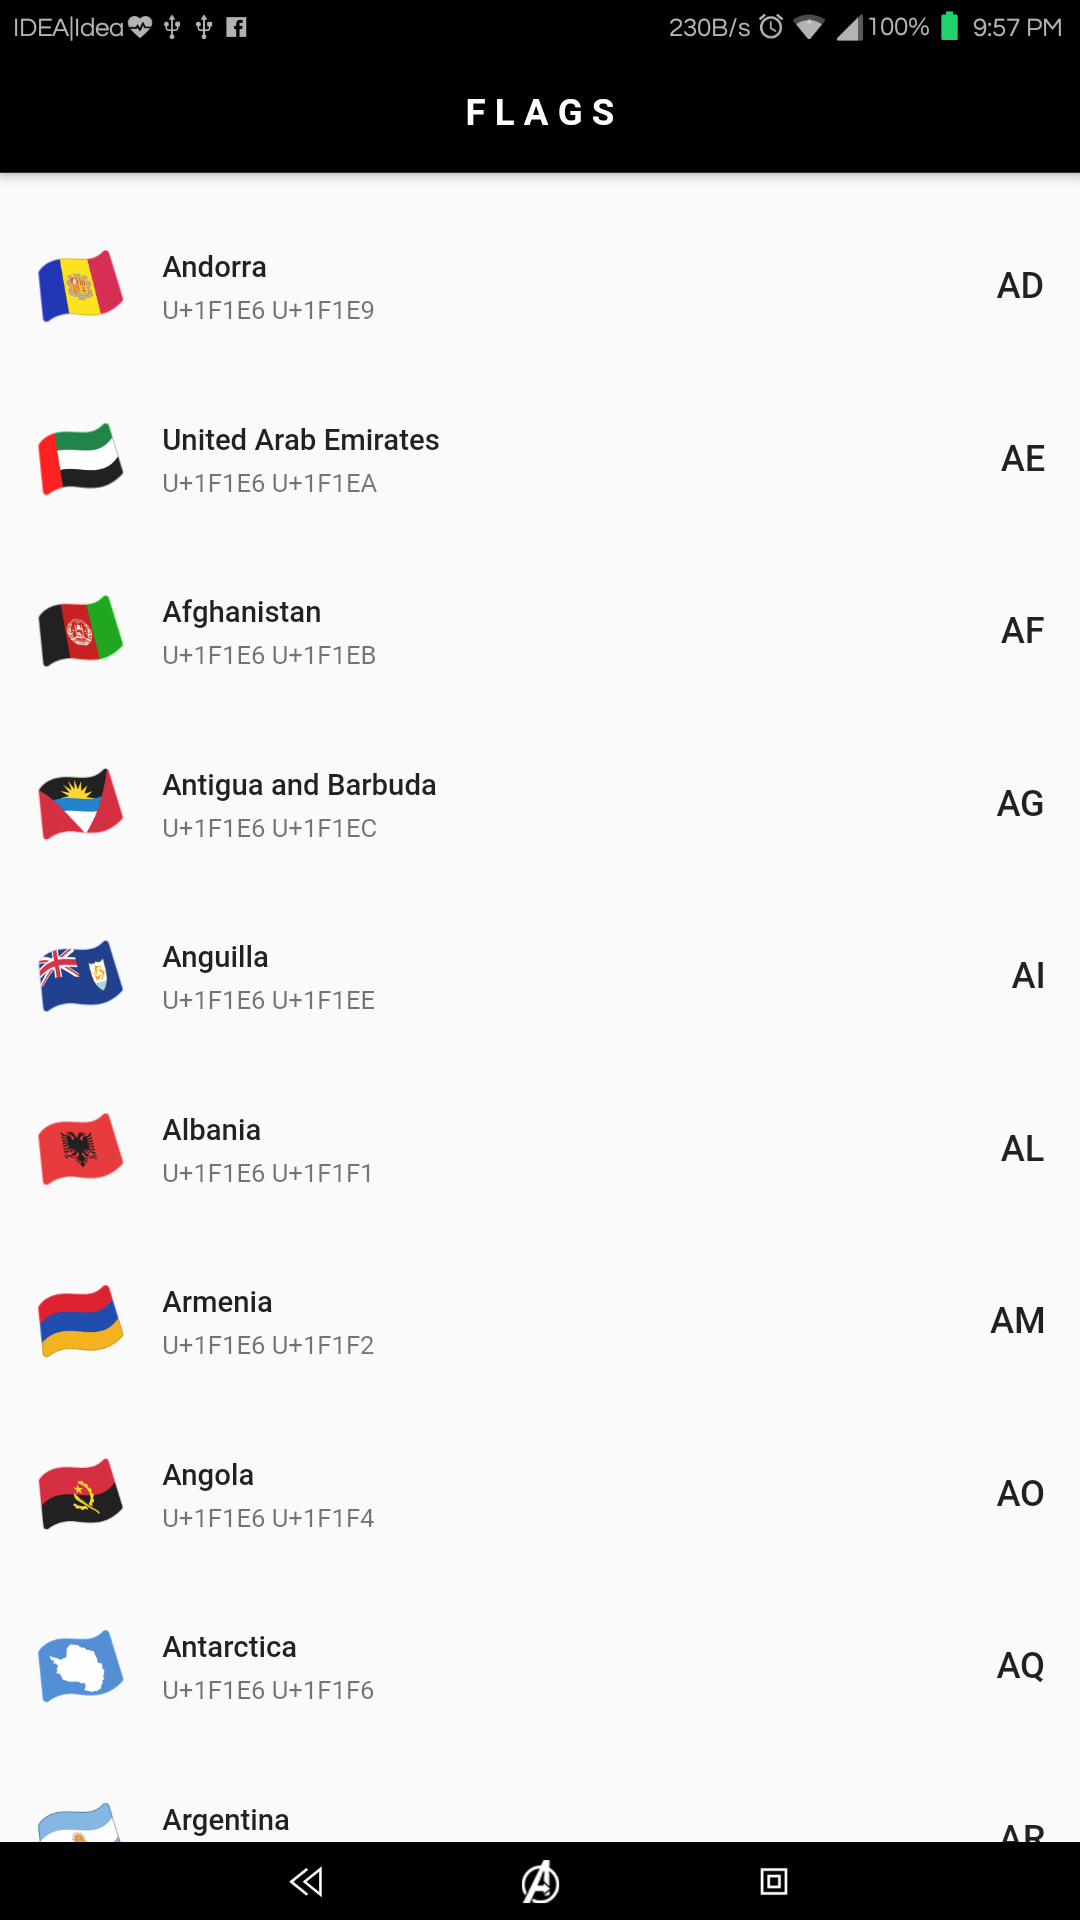 IDEA|Idea 230B/s 100% 9:57 PM
FLAGS
Andorra
U+1F1E6 U+1F1E9
AD
United Arab Emirates
U+1F1E6 U+1F1EA
AE
Afghanistan
U+1F1E6 U+1F1EB
AF
Antigua and Barbuda
U+1F1E6 U+1F1EC
AG
Anguilla
U+1F1E6 U+1F1EE
AI
Albania
U+1F1E6 U+1F1F1
AL
Armenia
U+1F1E6 U+1F1F2
AM
Angola
U+1F1E6 U+1F1F4
AO
Antarctica
U+1F1E6 U+1F1F6
AQ
Argentina
AR